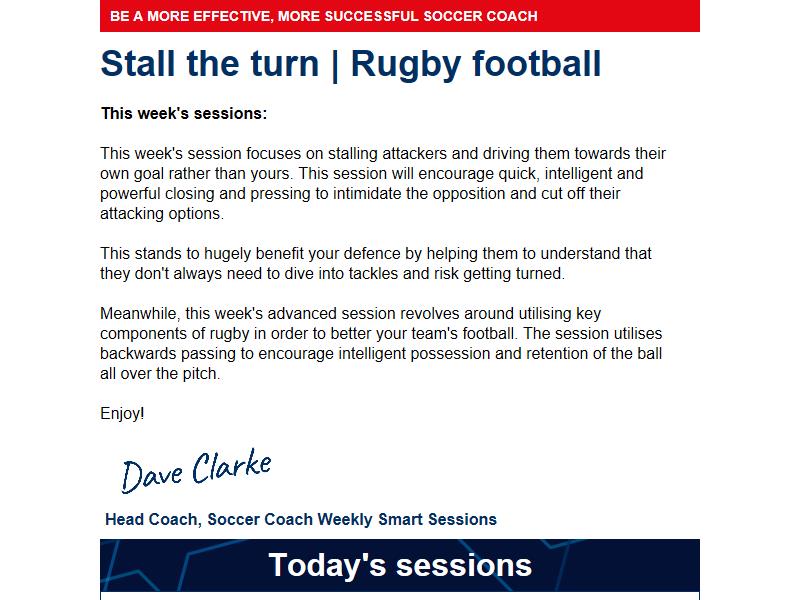 BE A MORE EFFECTIVE, MORE SUCCESSFUL SOCCER COACH
Stall the turn | Rugby football
This week's sessions:
This week's session focuses on stalling attackers and driving them towards their
own goal rather than yours. This session will encourage quick, intelligent and
powerful closing and pressing to intimidate the opposition and cut off their
attacking options.
This stands to hugely benefit your defence by helping them to understand that
they don't always need to dive into tackles and risk getting turned.
Meanwhile, this week's advanced session revolves around utilising key
components of rugby in order to better your team's football. The session utilises
backwards passing to encourage intelligent possession and retention of the ball
all over the pitch.
Enjoy!
Dave Clarke
Head Coach, Soccer Coach Weekly Smart Sessions
Today's sessions